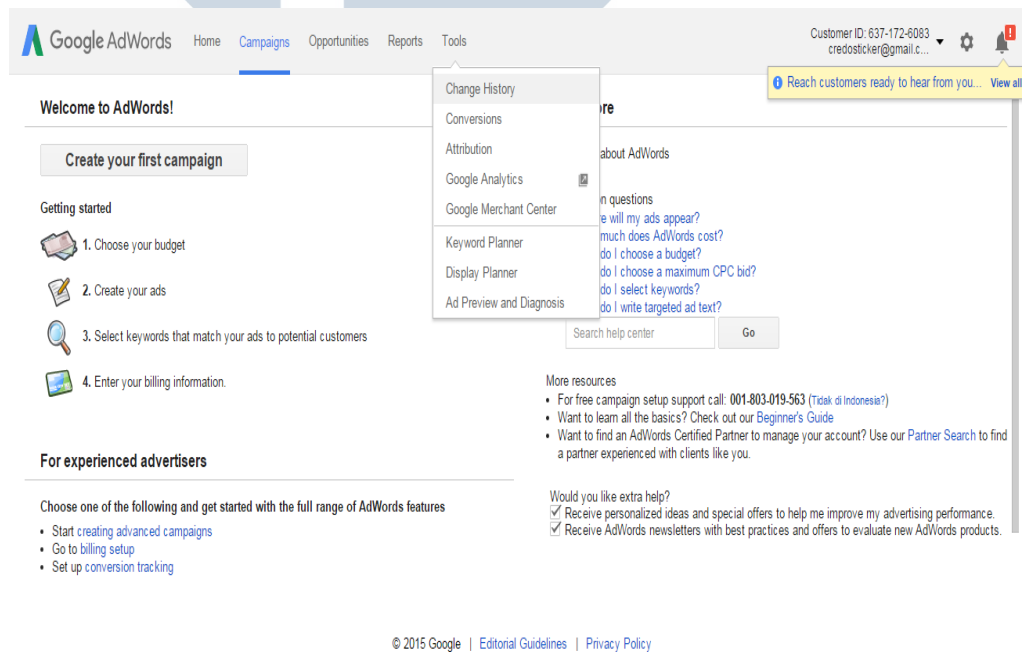 Google AdWords Home Campaigns Opportunities Reports Tools
Customer ID: 637-172-6083
credosticker@gmail.c...
!
Reach customers ready to hear from you... View all
Change History
Conversions
Attribution
Google Analytics
Google Merchant Center
Keyword Planner
Display Planner
Ad Preview and Diagnosis
Welcome to AdWords!
Create your first campaign
Getting started
1. Choose your budget
2. Create your ads
3. Select keywords that match your ads to potential customers
4. Enter your billing information.
For experienced advertisers
Choose one of the following and get started with the full range of AdWords features
• Start creating advanced campaigns
• Go to billing setup
• Set up conversion tracking
about AdWords
questions
will my ads appear?
much does AdWords cost?
do I choose a budget?
do I choose a maximum CPC bid?
do I select keywords?
do I write targeted ad text?
Search help center Go
More resources
• For free campaign setup support call: 001-803-019-563 (Tidak di Indonesia?)
• Want to learn all the basics? Check out our Beginner's Guide
• Want to find an AdWords Certified Partner to manage your account? Use our Partner Search to find
a partner experienced with clients like you.
Would you like extra help?
Receive personalized ideas and special offers to help me improve my advertising performance.
Receive AdWords newsletters with best practices and offers to evaluate new AdWords products.
© 2015 Google | Editorial Guidelines | Privacy Policy